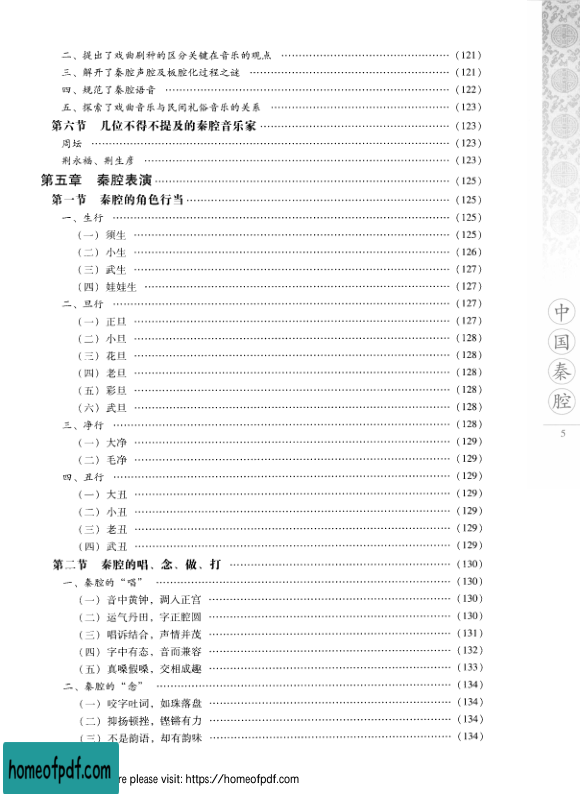 二、提出了戏曲剧种的区分关键在音乐的观点 ……………………………… (121)
三、解开了秦腔声腔及板腔化过程之谜 ……………………………… (121)
四、规范了秦腔语音 ……………………………… (122)
五、探索了戏曲音乐与民间礼俗音乐的关系 ……………………………… (123)
第六节 几位不得不提及的秦腔音乐家 ……………………………… (123)
周坛 ……………………………… (123)
荆永福、荆生彦 ……………………………… (123)
第五章 秦腔表演 ……………………………… (125)
第一节 秦腔的角色行当 ……………………………… (125)
一、生行 ……………………………… (125)
(一) 须生 ……………………………… (125)
(二) 小生 ……………………………… (126)
(三) 武生 ……………………………… (127)
(四) 娃娃生 ……………………………… (127)
二、旦行 ……………………………… (127)
(一) 正旦 ……………………………… (127)
(二) 小旦 ……………………………… (128)
(三) 花旦 ……………………………… (128)
(四) 老旦 ……………………………… (128)
(五) 彩旦 ……………………………… (128)
(六) 武旦 ……………………………… (128)
三、净行 ……………………………… (128)
(一) 大净 ……………………………… (129)
(二) 毛净 ……………………………… (129)
四、丑行 ……………………………… (129)
(一) 大丑 ……………………………… (129)
(二) 小丑 ……………………………… (129)
(三) 老丑 ……………………………… (129)
(四) 武丑 ……………………………… (129)
第二节 秦腔的唱、念、做、打 ……………………………… (130)
一、秦腔的“唱” ……………………………… (130)
(一) 音中黄钟，调入正宫 ……………………………… (130)
(二) 运气丹田，字正腔圆 ……………………………… (130)
(三) 唱诉结合，声情并茂 ……………………………… (131)
(四) 字中有态，音而兼容 ……………………………… (132)
(五) 真嗓假嗓，交相成趣 ……………………………… (133)
二、秦腔的“念” ……………………………… (134)
(一) 咬字吐词，如珠落盘 ……………………………… (134)
(二) 抑扬顿挫，铿锵有力 ……………………………… (134)
(三) 不是韵语，却有韵味 ……………………………… (134)
中国秦腔
5
homeofpdf.com
re please visit: https://homeofpdf.com